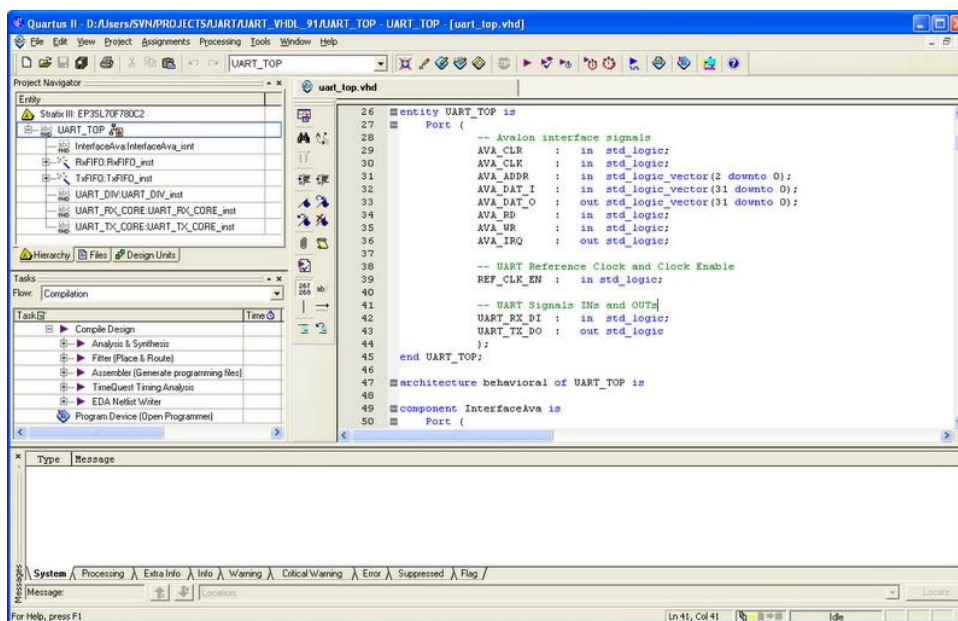 Quartus II - D:/Users/SVN/PROJECTS/UART/UART_VHDL_91/UART_TOP - UART_TOP - [uart_top.vhd]
File Edit View Project Assignments Processing Tools Window Help
UART_TOP
Project Navigator
Entity
Stratix III: EP3SL70F780C2
UART_TOP
InterfaceAva:InterfaceAva_isnt
RxFIFO:RxFIFO_inst
TxFIFO:TxFIFO_inst
UART_DIV:UART_DIV_inst
UART_RX_CORE:UART_RX_CORE_inst
UART_TX_CORE:UART_TX_CORE_inst
Hierarchy Files Design Units
Tasks
Flow: Compilation
Task Time
Compile Design
Analysis & Synthesis
Fitter (Place & Route)
Assembler (Generate programming files)
TimeQuest Timing Analysis
EDA Netlist Writer
Program Device (Open Programmer)
uart_top.vhd
267 268 ab/
26 entity UART_TOP is
27 Port (
28 -- Avalon interface signals
29 AVA_CLR : in std_logic;
30 AVA_CLK : in std_logic;
31 AVA_ADDR : in std_logic_vector(2 downto 0);
32 AVA_DAT_I : in std_logic_vector(31 downto 0);
33 AVA_DAT_O : out std_logic_vector(31 downto 0);
34 AVA_RD : in std_logic;
35 AVA_WR : in std_logic;
36 AVA_IRQ : out std_logic;
37
38 -- UART Reference Clock and Clock Enable
39 REF_CLK_EN : in std_logic;
40
41 -- UART Signals INs and OUTs
42 UART_RX_DI : in std_logic;
43 UART_TX_DO : out std_logic
44 );
45 end UART_TOP;
46
47 architecture behavioral of UART_TOP is
48
49 component InterfaceAva is
50 Port (
Type Message
Messages
System Processing Extra Info Info Warning Critical Warning Error Suppressed Flag
Message: Location: Locate
For Help, press F1 Ln 41, Col 41 Idle